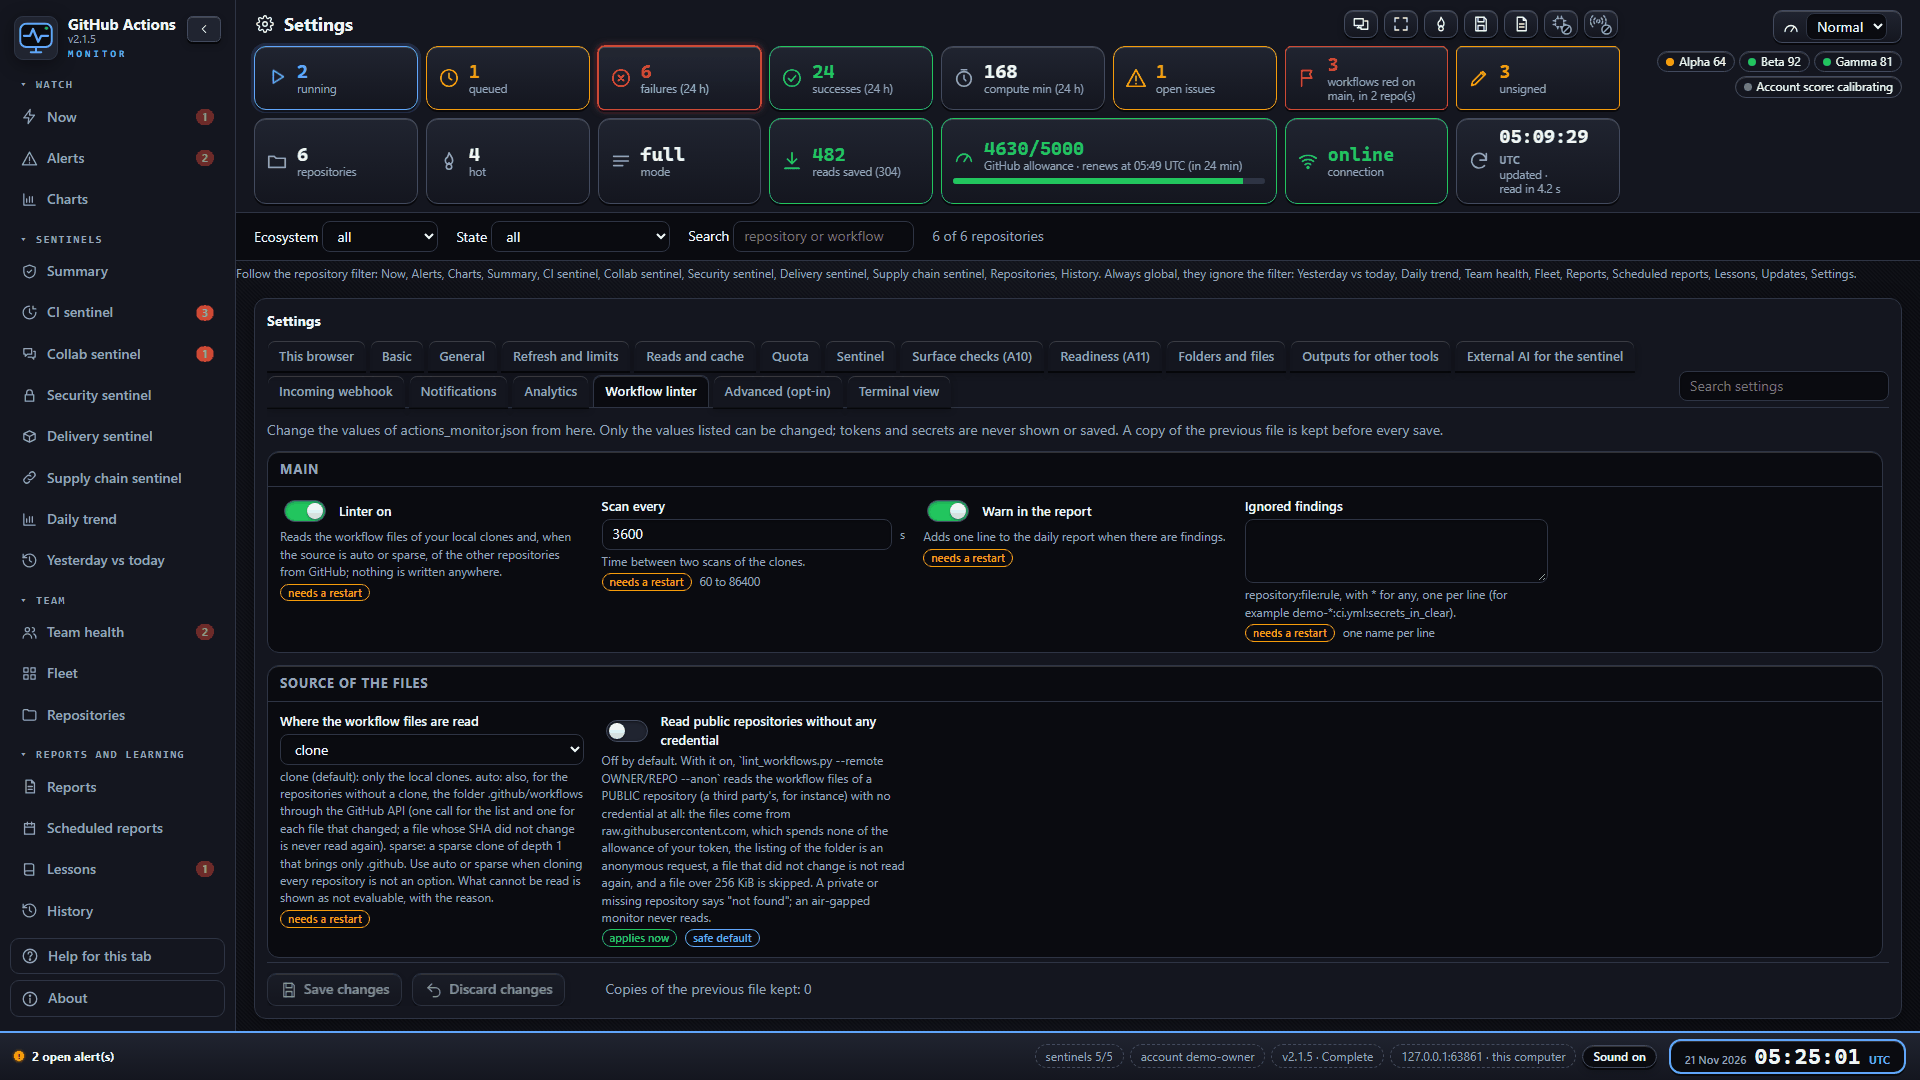 GitHub Actions
v2.1.5
MONITOR
WATCH
Now 1
Alerts 2
Charts
SENTINELS
Summary
CI sentinel 3
Collab sentinel 1
Security sentinel
Delivery sentinel
Supply chain sentinel
Daily trend
Yesterday vs today
TEAM
Team health 2
Fleet
Repositories
REPORTS AND LEARNING
Reports
Scheduled reports
Lessons 1
History
Help for this tab
About
Settings
Normal
Alpha 64
Beta 92
Gamma 81
Account score: calibrating
2
running
1
queued
6
failures (24 h)
24
successes (24 h)
168
compute min (24 h)
1
open issues
3
workflows red on
main, in 2 repo(s)
3
unsigned
6
repositories
4
hot
full
mode
482
reads saved (304)
4630/5000
GitHub allowance · renews at 05:49 UTC (in 24 min)
online
connection
05:09:29
UTC
updated ·
read in 4.2 s
Ecosystem all State all Search repository or workflow 6 of 6 repositories
Follow the repository filter: Now, Alerts, Charts, Summary, CI sentinel, Collab sentinel, Security sentinel, Delivery sentinel, Supply chain sentinel, Repositories, History. Always global, they ignore the filter: Yesterday vs today, Daily trend, Team health, Fleet, Reports, Scheduled reports, Lessons, Updates, Settings.
Settings
This browser Basic General Refresh and limits Reads and cache Quota Sentinel Surface checks (A10) Readiness (A11) Folders and files Outputs for other tools External AI for the sentinel
Incoming webhook Notifications Analytics Workflow linter Advanced (opt-in) Terminal view
Search settings
Change the values of actions_monitor.json from here. Only the values listed can be changed; tokens and secrets are never shown or saved. A copy of the previous file is kept before every save.
MAIN
Linter on
Reads the workflow files of your local clones and, when
the source is auto or sparse, of the other repositories
from GitHub; nothing is written anywhere.
needs a restart
Scan every
3600 s
Time between two scans of the clones.
needs a restart 60 to 86400
Warn in the report
Adds one line to the daily report when there are findings.
needs a restart
Ignored findings
repository:file:rule, with * for any, one per line (for
example demo-*:ci.yml:secrets_in_clear).
needs a restart one name per line
SOURCE OF THE FILES
Where the workflow files are read
clone
clone (default): only the local clones. auto: also, for the
repositories without a clone, the folder .github/workflows
through the GitHub API (one call for the list and one for
each file that changed; a file whose SHA did not change
is never read again). sparse: a sparse clone of depth 1
that brings only .github. Use auto or sparse when cloning
every repository is not an option. What cannot be read is
shown as not evaluable, with the reason.
needs a restart
Read public repositories without any
credential
Off by default. With it on, `lint_workflows.py --remote
OWNER/REPO --anon` reads the workflow files of a
PUBLIC repository (a third party's, for instance) with no
credential at all: the files come from
raw.githubusercontent.com, which spends none of the
allowance of your token, the listing of the folder is an
anonymous request, a file that did not change is not read
again, and a file over 256 KiB is skipped. A private or
missing repository says "not found"; an air-gapped
monitor never reads.
applies now safe default
Save changes Discard changes Copies of the previous file kept: 0
2 open alert(s)
sentinels 5/5 account demo-owner v2.1.5 · Complete 127.0.0.1:63861 · this computer Sound on 21 Nov 2026 05:25:01 UTC